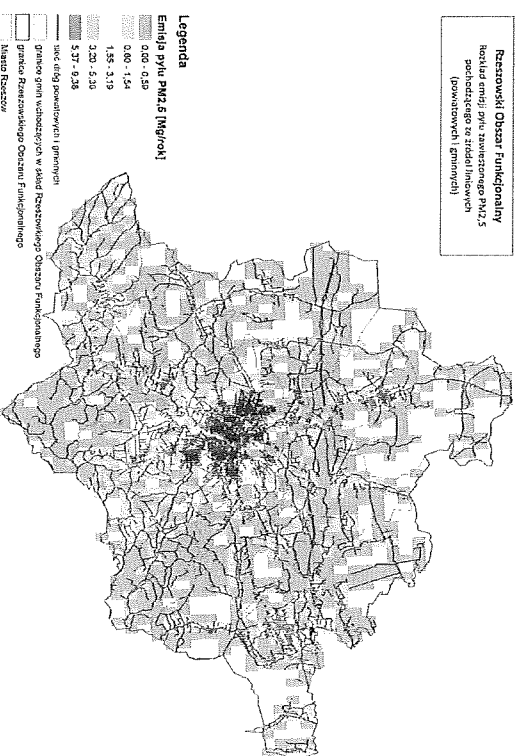 Rzeszowski Obszar Funkcjonalny
Rozkład emisji pyłu zawieszonego PM2,5
pochodzącego ze źródeł liniowych
(powiatowych i gminnych)
Legenda
Emisja pyłu PM2,5 [Mg/rok]
0,00 - 0,59
0,60 - 1,54
1,55 - 3,19
3,20 - 5,36
5,37 - 9,38
sieć dróg powiatowych i gminnych
granice gmin wchodzących w skład Rzeszowskiego Obszaru Funkcjonalnego
granice Rzeszowskiego Obszaru Funkcjonalnego
Miasto Rzeszów